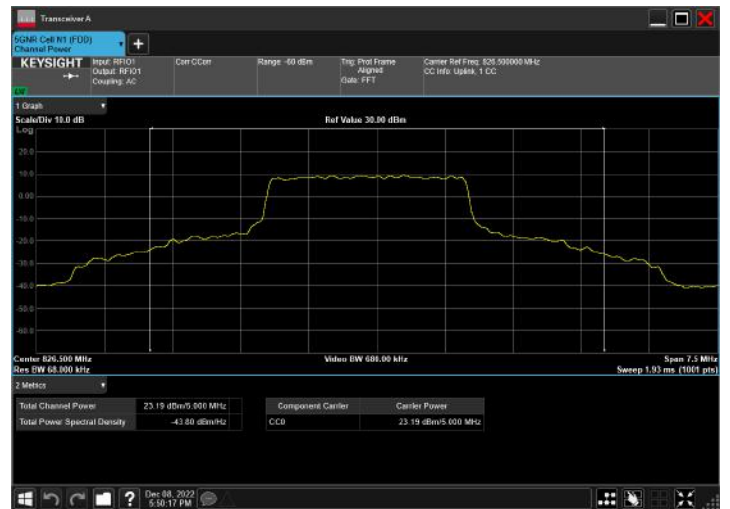 Transceiver A
5GNR Cell N1 (FDD)
Channel Power
KEYSIGHT
Input: RFIO1
Output: RFIO1
Coupling: AC
Corr CCorr
Range: -60 dBm
Trig: Prot Frame
Aligned
Gate: FFT
Carrier Ref Freq: 826.500000 MHz
CC Info: Uplink, 1 CC
1 Graph
Scale/Div 10.0 dB
Ref Value 30.00 dBm
Log
20.0
10.0
0.00
-10.0
-20.0
-30.0
-40.0
-50.0
-60.0
Center 826.500 MHz
Video BW 680.00 kHz
Span 7.5 MHz
Res BW 68.000 kHz
Sweep 1.93 ms (1001 pts)
2 Metrics
Total Channel Power 23.19 dBm/5.000 MHz
Total Power Spectral Density -43.80 dBm/Hz
Component Carrier Carrier Power
CC0 23.19 dBm/5.000 MHz
?
Dec 08, 2022
5:50:17 PM